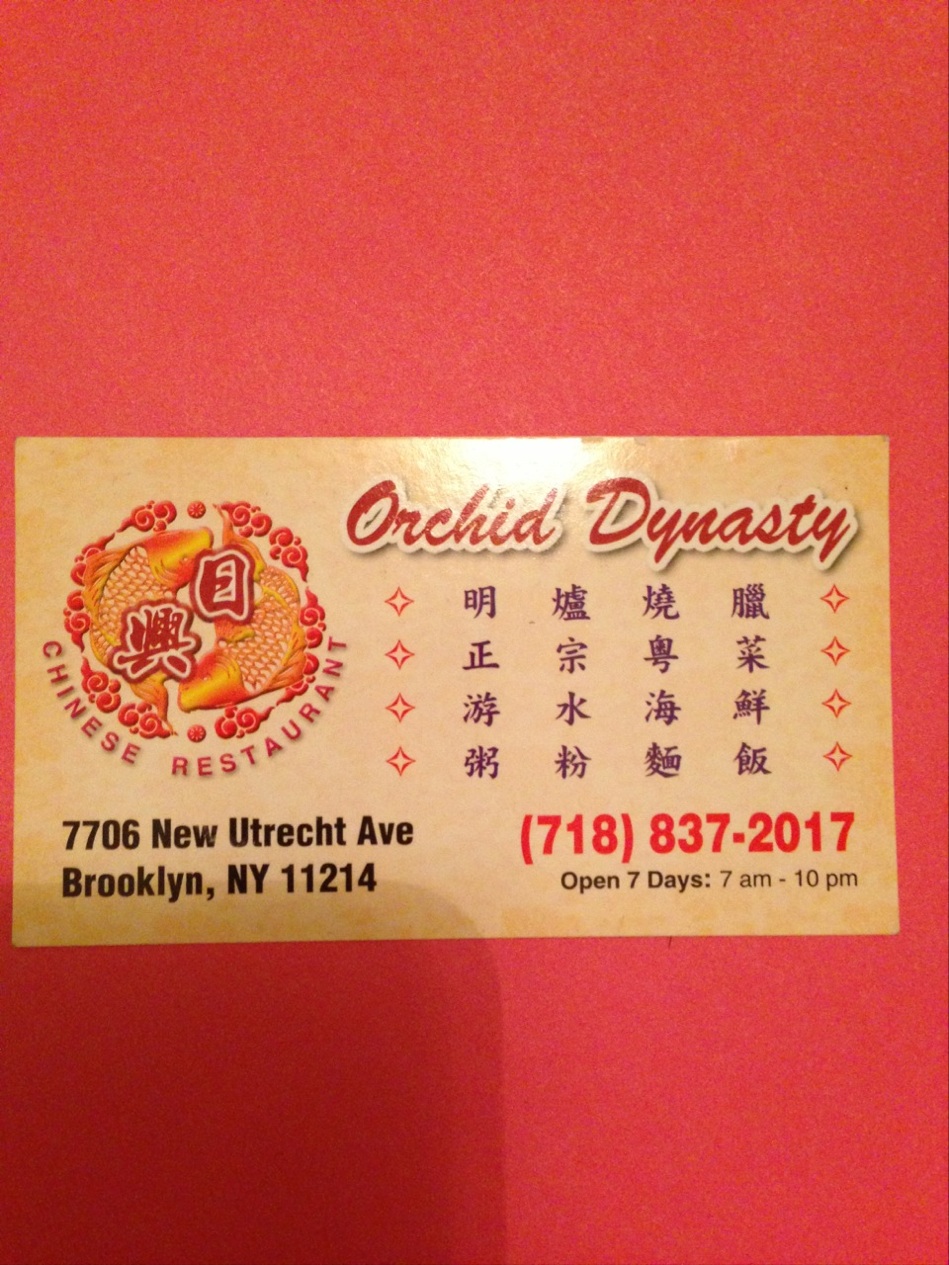 Orchid Dynasty
日興
CHINESE RESTAURANT
明爐燒臘
正宗粵菜
游水海鮮
粥粉麵飯
7706 New Utrecht Ave
Brooklyn, NY 11214
(718) 837-2017
Open 7 Days: 7 am - 10 pm